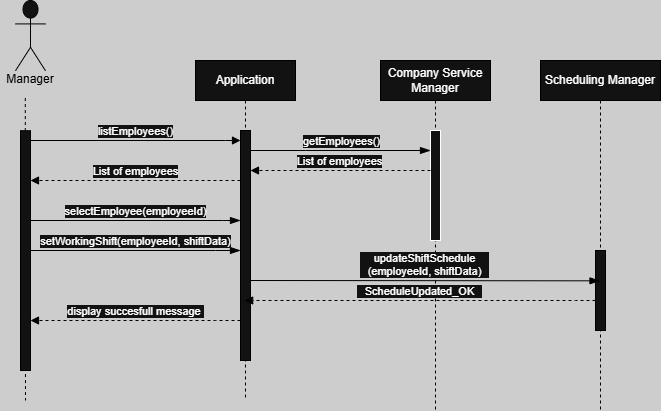 Manager
Application
Company Service
Manager
Scheduling Manager
listEmployees()
getEmployees()
List of employees
List of employees
selectEmployee(employeeId)
setWorkingShift(employeeId, shiftData)
updateShiftSchedule
(employeeId, shiftData)
ScheduleUpdated_OK
display succesfull message